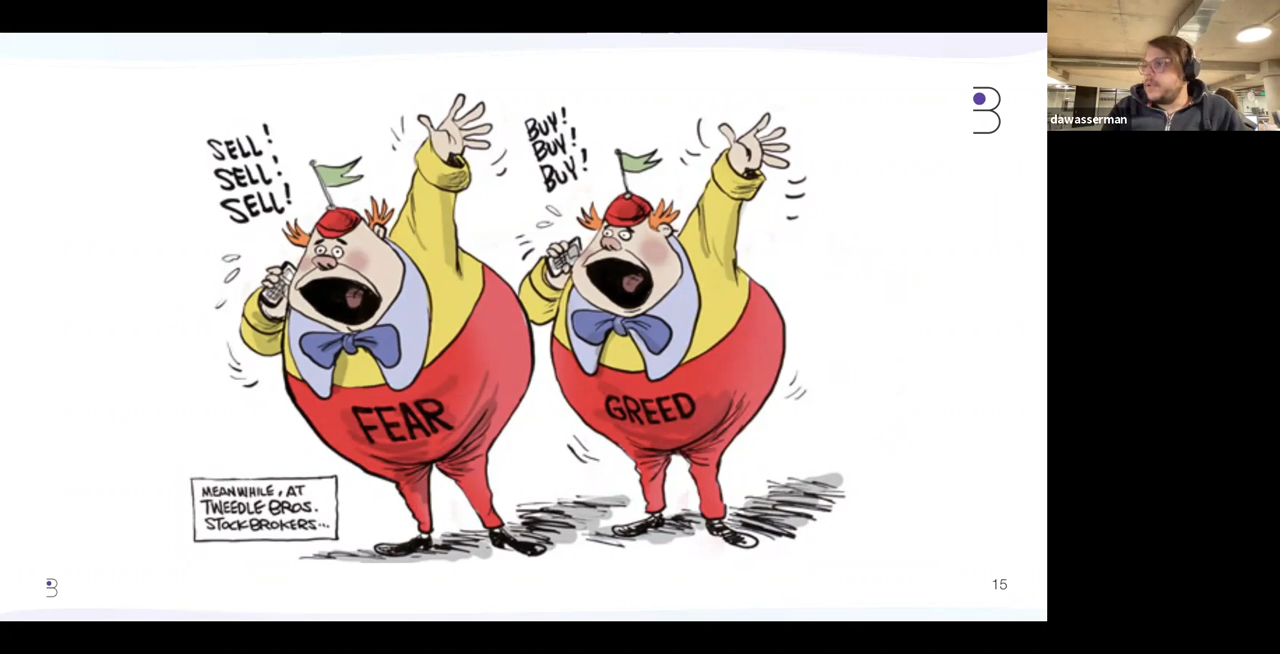 SELL!
SELL!
SELL!
BUY!
BUY!
BUY!
FEAR
GREED
MEANWHILE, AT
TWEEDLE BROS.
STOCKBROKERS...
15
dawasserman